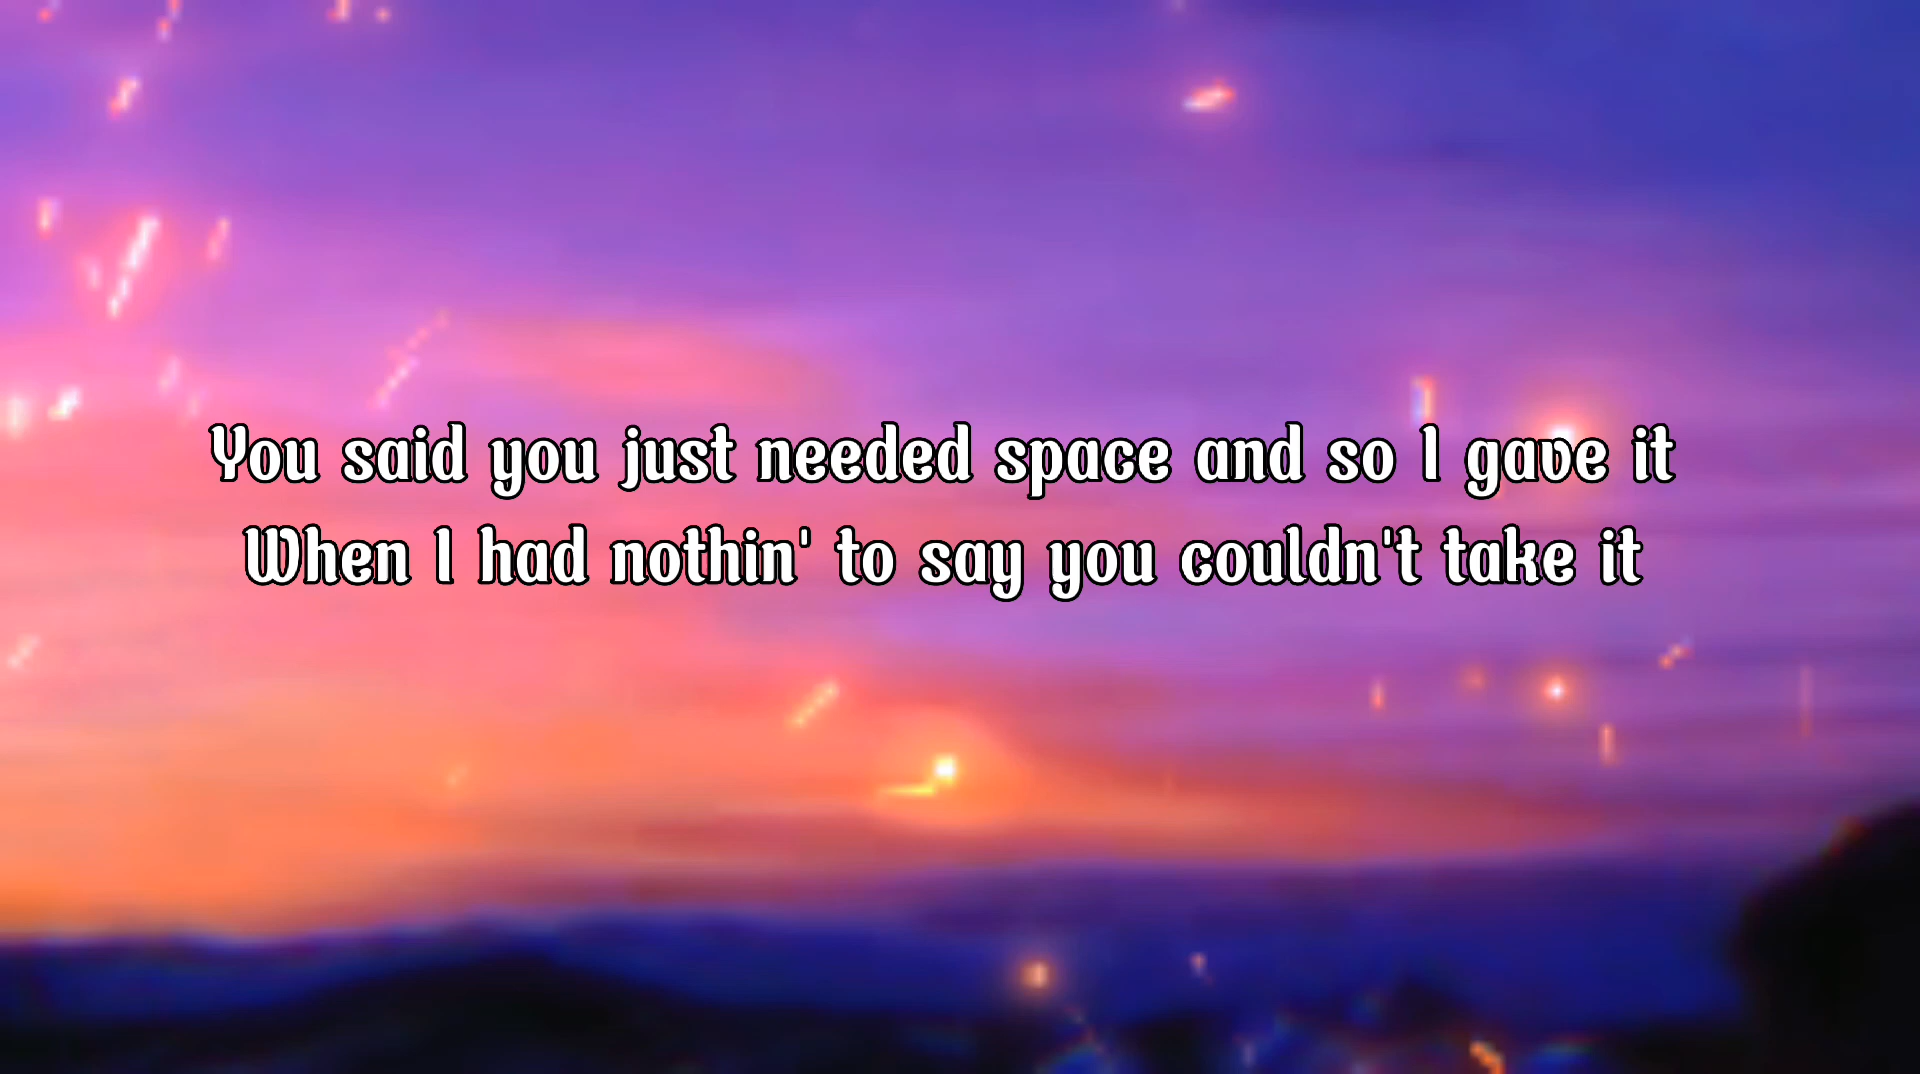 You said you just needed space and so I gave it
When I had nothin' to say you couldn't take it